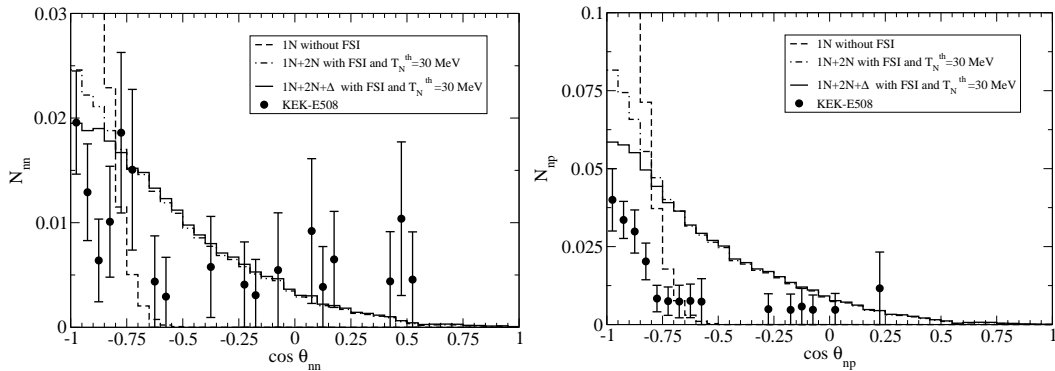 0.03
0.02
0.01
0
N_nn
1N without FSI
1N+2N with FSI and T_N^th=30 MeV
1N+2N+Δ with FSI and T_N^th=30 MeV
KEK-E508
-1 -0.75 -0.5 -0.25 0 0.25 0.5 0.75 1
cos θ_nn
0.1
0.075
0.05
0.025
0
N_np
1N without FSI
1N+2N with FSI and T_N^th=30 MeV
1N+2N+Δ with FSI and T_N^th=30 MeV
KEK-E508
-1 -0.75 -0.5 -0.25 0 0.25 0.5 0.75 1
cos θ_np